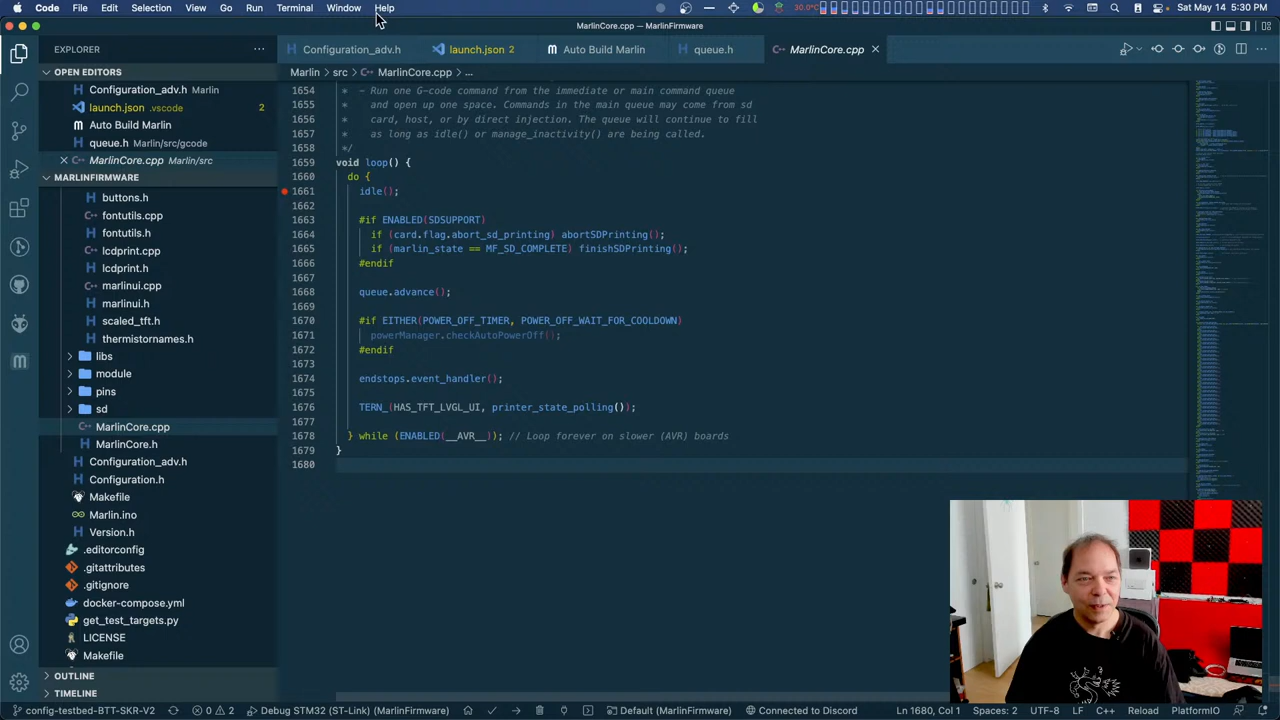 Code File Edit Selection View Go Run Terminal Window Help 30.0°C Sat May 14 5:30 PM
MarlinCore.cpp — MarlinFirmware
EXPLORER
Configuration_adv.h launch.json 2 Auto Build Marlin queue.h MarlinCore.cpp
Marlin > src > MarlinCore.cpp > ...
OPEN EDITORS
Configuration_adv.h Marlin
launch.json .vscode 2
Auto Build Marlin
queue.h Marlin/src/gcode
MarlinCore.cpp Marlin/src
MARLINFIRMWARE
buttons.h
fontutils.cpp
fontutils.h
lcdprint.cpp
lcdprint.h
marlinui.cpp
marlinui.h
scaled_tft.h
thermistornames.h
libs
module
pins
sd
MarlinCore.cpp
MarlinCore.h
Configuration_adv.h
Configuration.h
Makefile
Marlin.ino
Version.h
.editorconfig
.gitattributes
.gitignore
docker-compose.yml
get_test_targets.py
LICENSE
Makefile
OUTLINE
TIMELINE
1654 * - Run one G-code command from the immediate or main command queue
1655 * and open up one space. Commands in the main queue may come from sd
1656 * card, host, or by direct injection. The queue will continue to fill
1657 * as long as idle() or manage_inactivity() are being called.
1658 */
1659 void loop() {
1660 do {
1661 idle();
1662
1663 #if ENABLED(SDSUPPORT)
1664 if (card.flag.abort_sd_printing) abortSDPrinting();
1665 if (marlin_state == MF_SD_COMPLETE) finishSDPrinting();
1666 #endif
1667
1668 queue.advance();
1669
1670 #if EITHER(POWER_OFF_TIMER, POWER_OFF_WAIT_FOR_COOLDOWN)
1671 powerManager.checkAutoPowerOff();
1672 #endif
1673
1674 endstops.event_handler();
1675
1676 TERN_(HAS_TFT_LVGL_UI, printer_state_polling());
1677
1678 } while (ENABLED(__AVR__)); // Loop forever on slower (AVR) boards
1679 }
1680
config-testbed-BTT-SKR-V2 0 2 Debug STM32 (ST-Link) (MarlinFirmware) Default (MarlinFirmware) Connected to Discord Ln 1680, Col 1 Spaces: 2 UTF-8 LF C++ Reload PlatformIO